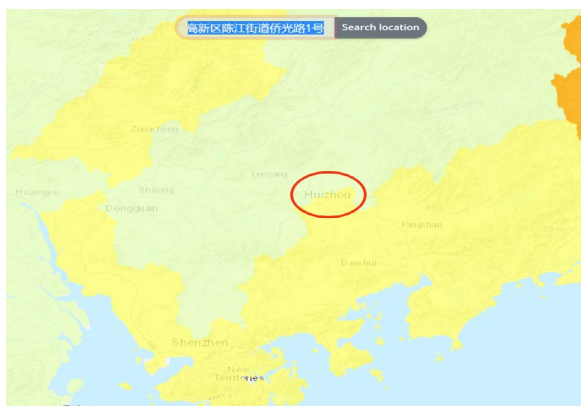 高新区陈江街道侨光路1号 Search location
Zengcheng
Luoyang
Huangpu Shilong Huizhou
Dongguan
Pingshan
Danshui
Shenzhen
New
Territories